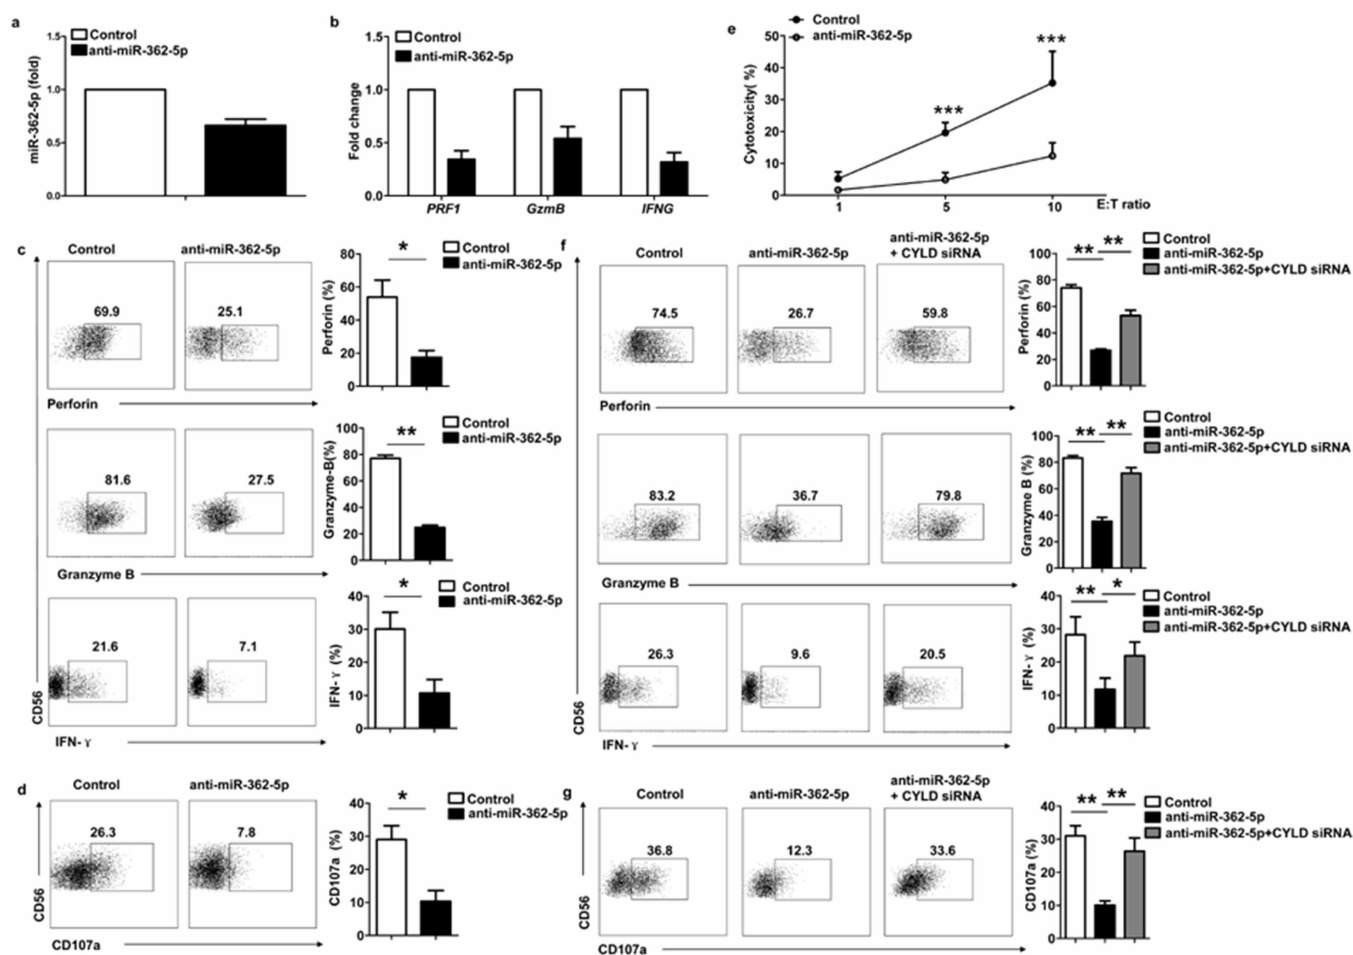 a
Control
anti-miR-362-5p
miR-362-5p (fold)
1.5
1.0
0.5
0.0
b
Control
anti-miR-362-5p
Fold change
1.5
1.0
0.5
0.0
PRF1 GzmB IFNG
e
Control
anti-miR-362-5p
Cytotoxicity( %)
50
40
30
20
10
0
*** ***
1 5 10 E:T ratio
c
Control anti-miR-362-5p
69.9 25.1
Perforin
Control
anti-miR-362-5p
*
Perforin (%)
80
60
40
20
0
81.6 27.5
Granzyme B
Control
anti-miR-362-5p
**
Granzyme-B(%)
100
80
60
40
20
0
21.6 7.1
CD56
IFN- γ
Control
anti-miR-362-5p
*
IFN- γ (%)
40
30
20
10
0
d
Control anti-miR-362-5p
26.3 7.8
CD56
CD107a
Control
anti-miR-362-5p
*
CD107a (%)
40
30
20
10
0
f
Control anti-miR-362-5p anti-miR-362-5p
+ CYLD siRNA
74.5 26.7 59.8
Perforin
Control
anti-miR-362-5p
anti-miR-362-5p+CYLD siRNA
** **
Perforin (%)
100
80
60
40
20
0
83.2 36.7 79.8
Granzyme B
Control
anti-miR-362-5p
anti-miR-362-5p+CYLD siRNA
** **
Granzyme B (%)
100
80
60
40
20
0
26.3 9.6 20.5
CD56
IFN- γ
Control
anti-miR-362-5p
anti-miR-362-5p+CYLD siRNA
** *
IFN- γ (%)
40
30
20
10
0
g
Control anti-miR-362-5p anti-miR-362-5p
+ CYLD siRNA
36.8 12.3 33.6
CD56
CD107a
Control
anti-miR-362-5p
anti-miR-362-5p+CYLD siRNA
** **
CD107a (%)
40
30
20
10
0